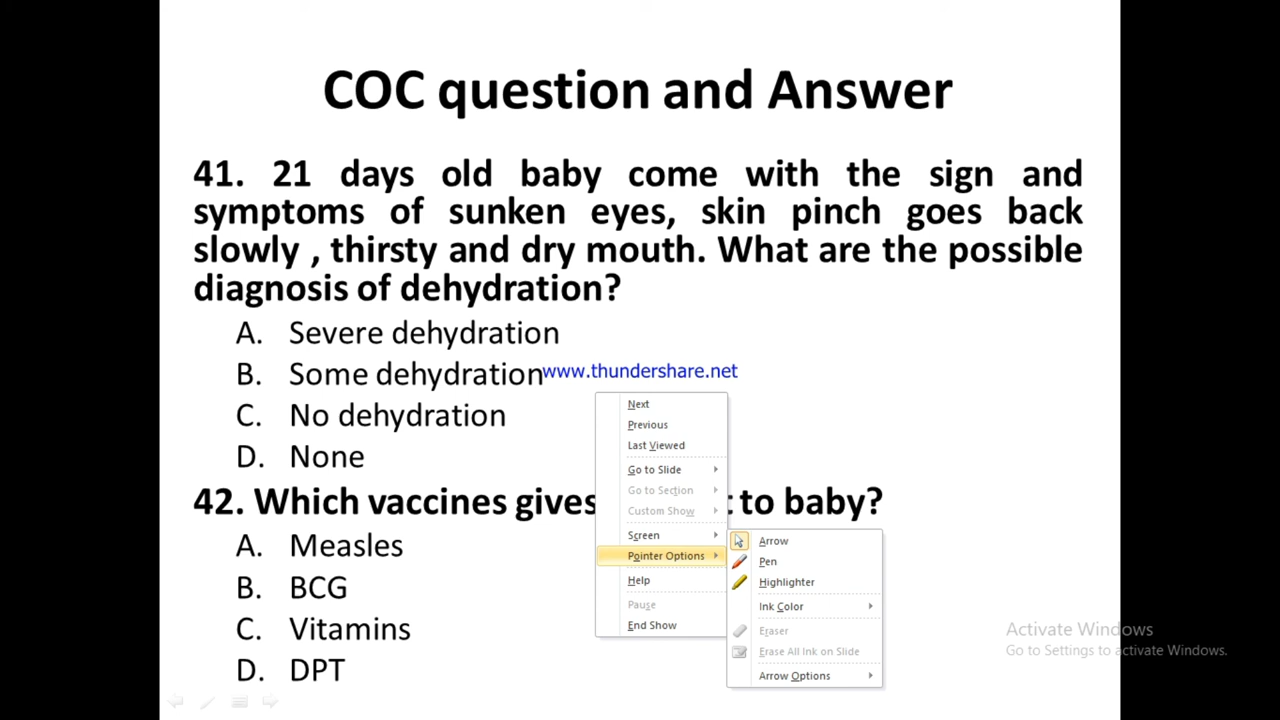 COC question and Answer
41. 21 days old baby come with the sign and
symptoms of sunken eyes, skin pinch goes back
slowly , thirsty and dry mouth. What are the possible
diagnosis of dehydration?
A. Severe dehydration
B. Some dehydration
www.thundershare.net
C. No dehydration
D. None
42. Which vaccines gives to baby?
A. Measles
B. BCG
C. Vitamins
D. DPT
Next
Previous
Last Viewed
Go to Slide
Go to Section
Custom Show
Screen
Pointer Options
Help
Pause
End Show
Arrow
Pen
Highlighter
Ink Color
Eraser
Erase All Ink on Slide
Arrow Options
Activate Windows
Go to Settings to activate Windows.